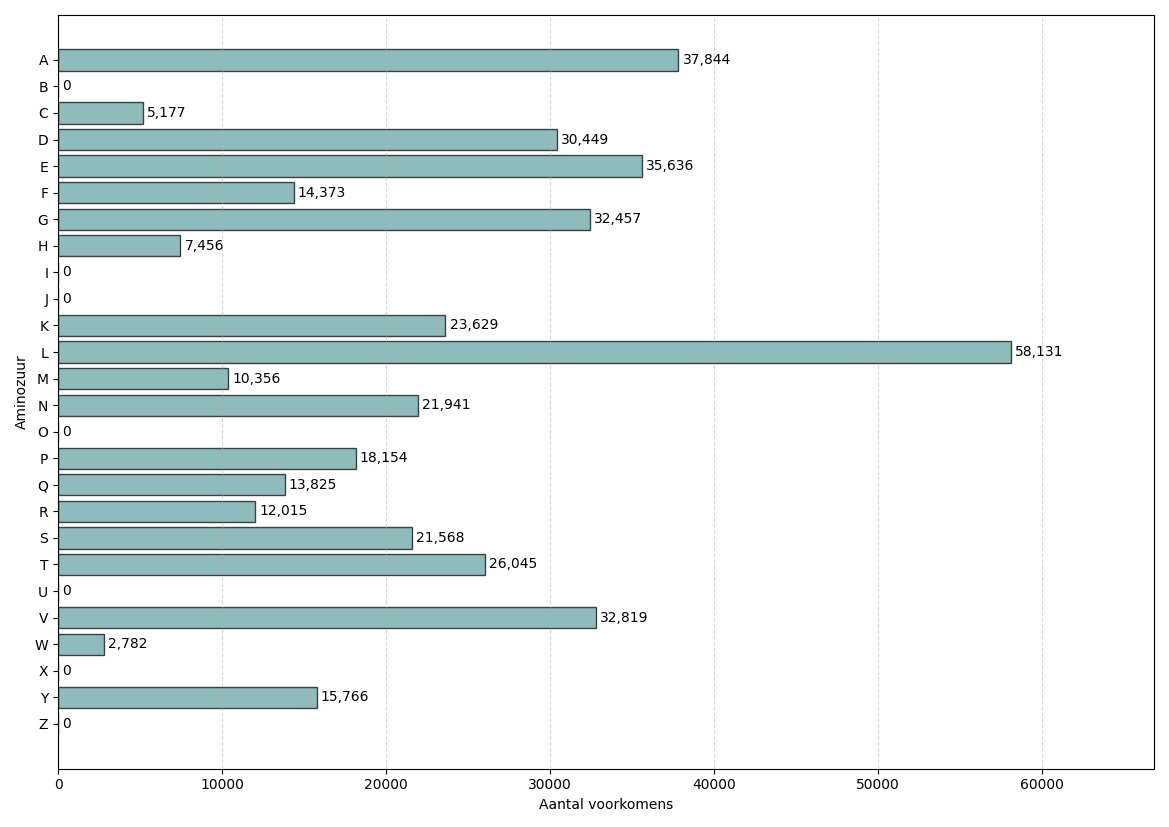 A 37,844
B 0
C 5,177
D 30,449
E 35,636
F 14,373
G 32,457
H 7,456
I 0
J 0
K 23,629
L 58,131
M 10,356
N 21,941
O 0
P 18,154
Q 13,825
R 12,015
S 21,568
T 26,045
U 0
V 32,819
W 2,782
X 0
Y 15,766
Z 0
Aminozuur
0 10000 20000 30000 40000 50000 60000
Aantal voorkomens